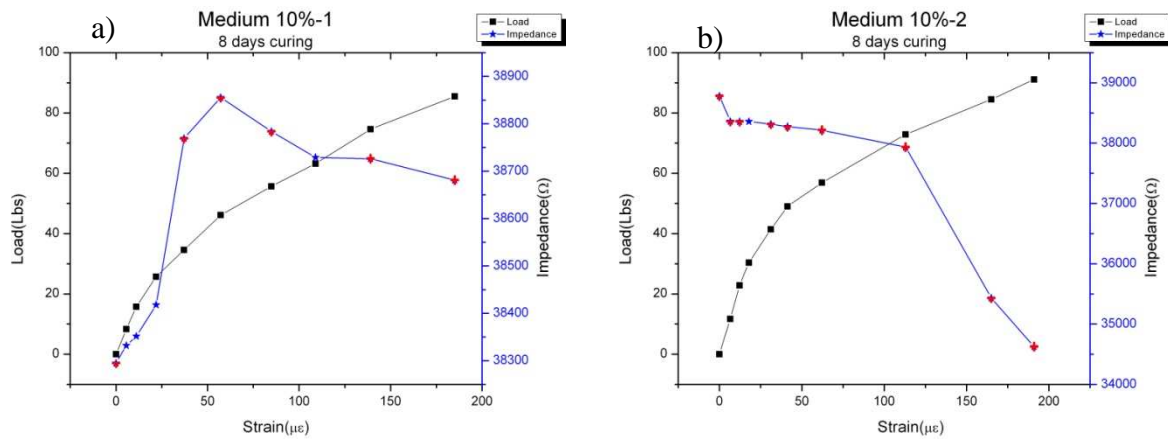 a)
Medium 10%-1
8 days curing
Load
Impedance
100
80
60
40
20
0
Load(Lbs)
38900
38800
38700
38600
38500
38400
38300
Impedance(Ω)
0 50 100 150 200
Strain(με)
b)
Medium 10%-2
8 days curing
Load
Impedance
100
80
60
40
20
0
Load(Lbs)
39000
38000
37000
36000
35000
34000
Impedance(Ω)
0 50 100 150 200
Strain(με)